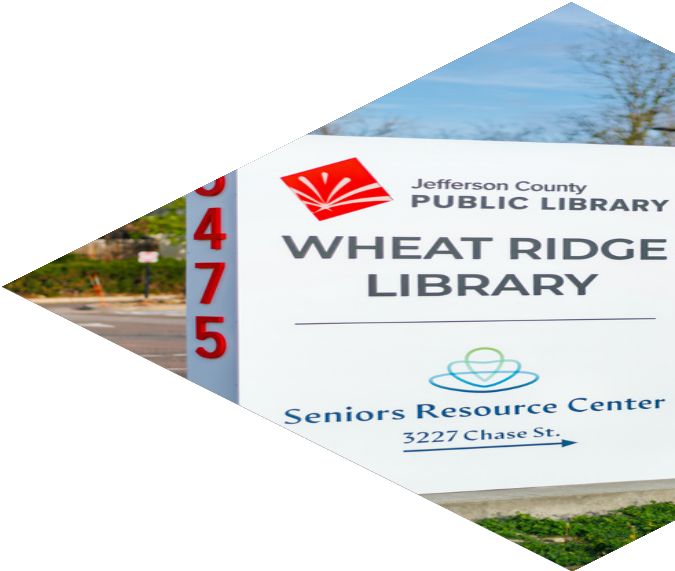 475
Jefferson County
PUBLIC LIBRARY
WHEAT RIDGE
LIBRARY
Seniors Resource Center
3227 Chase St.